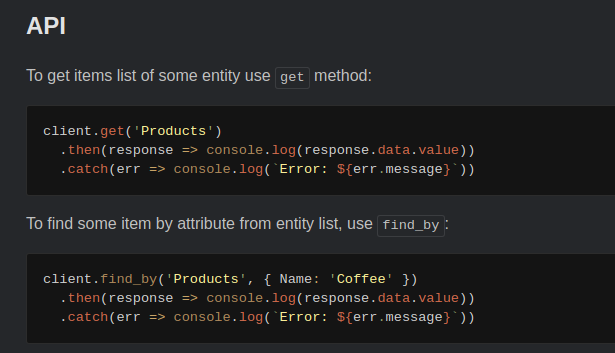 API
To get items list of some entity use get method:
client.get('Products')
  .then(response => console.log(response.data.value))
  .catch(err => console.log(`Error: ${err.message}`))
To find some item by attribute from entity list, use find_by:
client.find_by('Products', { Name: 'Coffee' })
  .then(response => console.log(response.data.value))
  .catch(err => console.log(`Error: ${err.message}`))